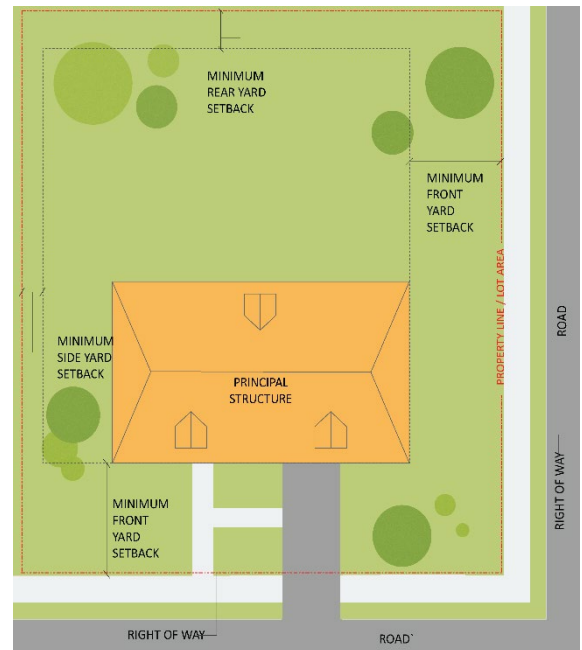 MINIMUM
REAR YARD
SETBACK
MINIMUM
FRONT
YARD
SETBACK
PROPERTY LINE / LOT AREA
ROAD
RIGHT OF WAY
MINIMUM
SIDE YARD
SETBACK
PRINCIPAL
STRUCTURE
MINIMUM
FRONT
YARD
SETBACK
RIGHT OF WAY
ROAD`